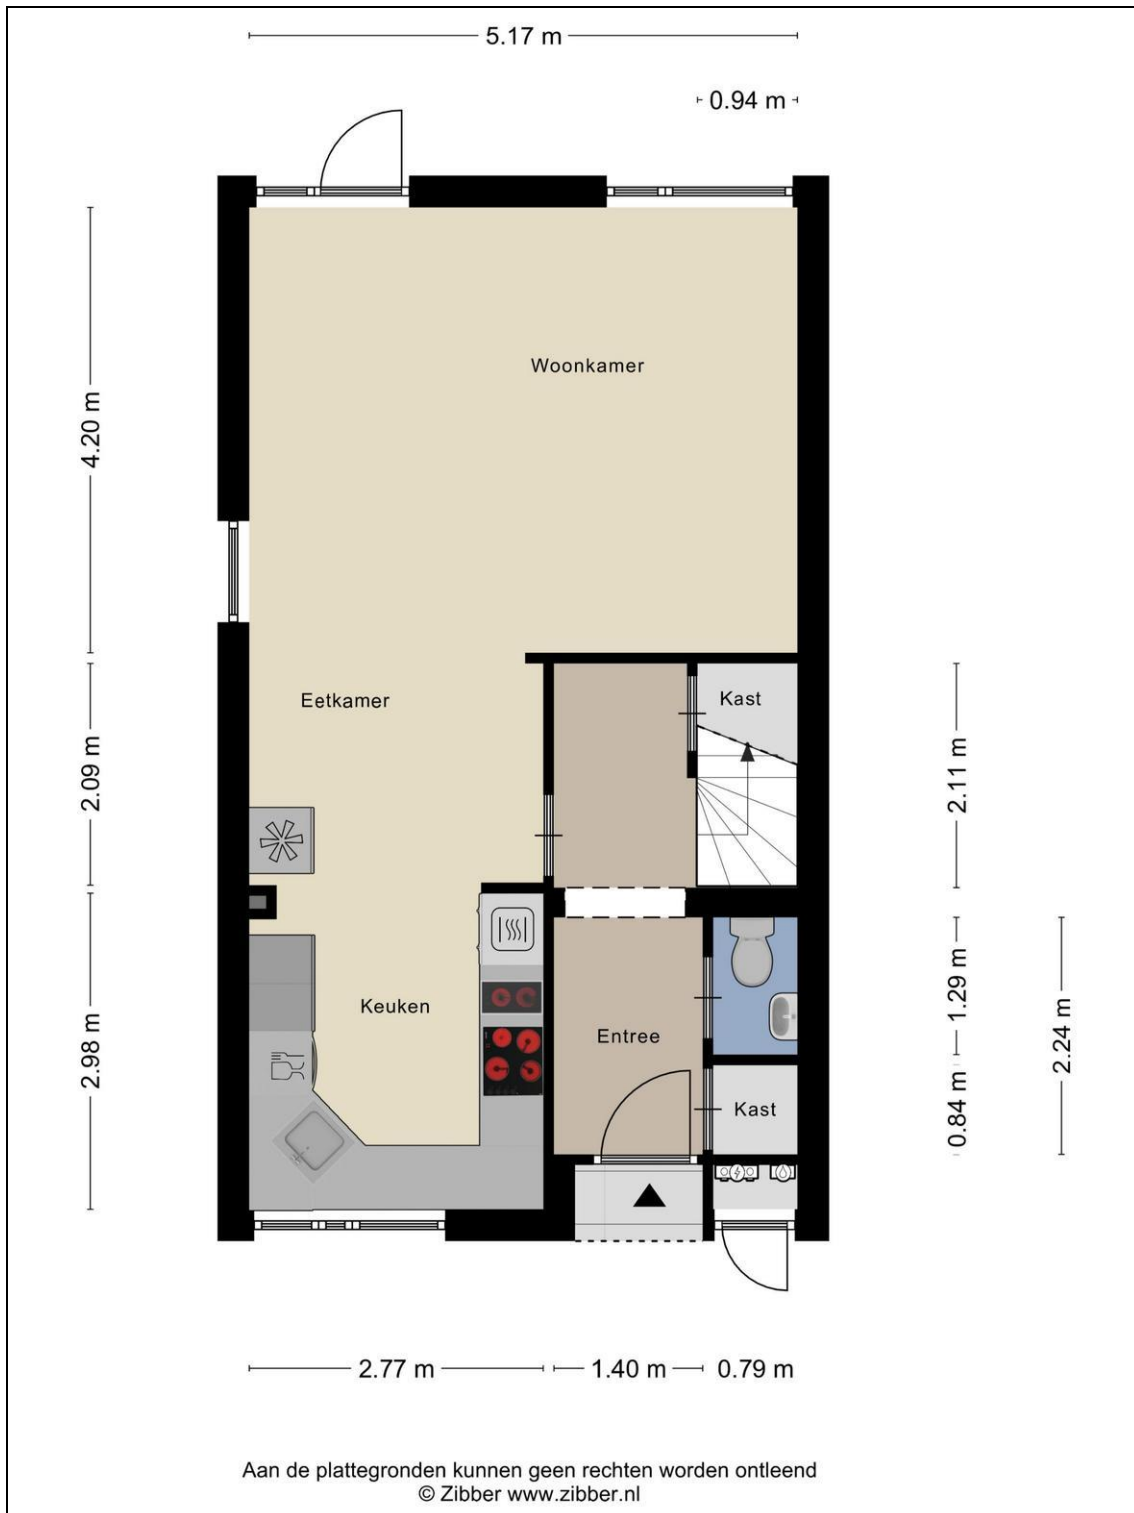 5.17 m
0.94 m
Woonkamer
4.20 m
Eetkamer
Kast
2.09 m
2.11 m
Keuken
Entree
1.29 m
2.24 m
2.98 m
0.84 m
Kast
2.77 m
1.40 m
0.79 m
Aan de plattegronden kunnen geen rechten worden ontleend
© Zibber www.zibber.nl